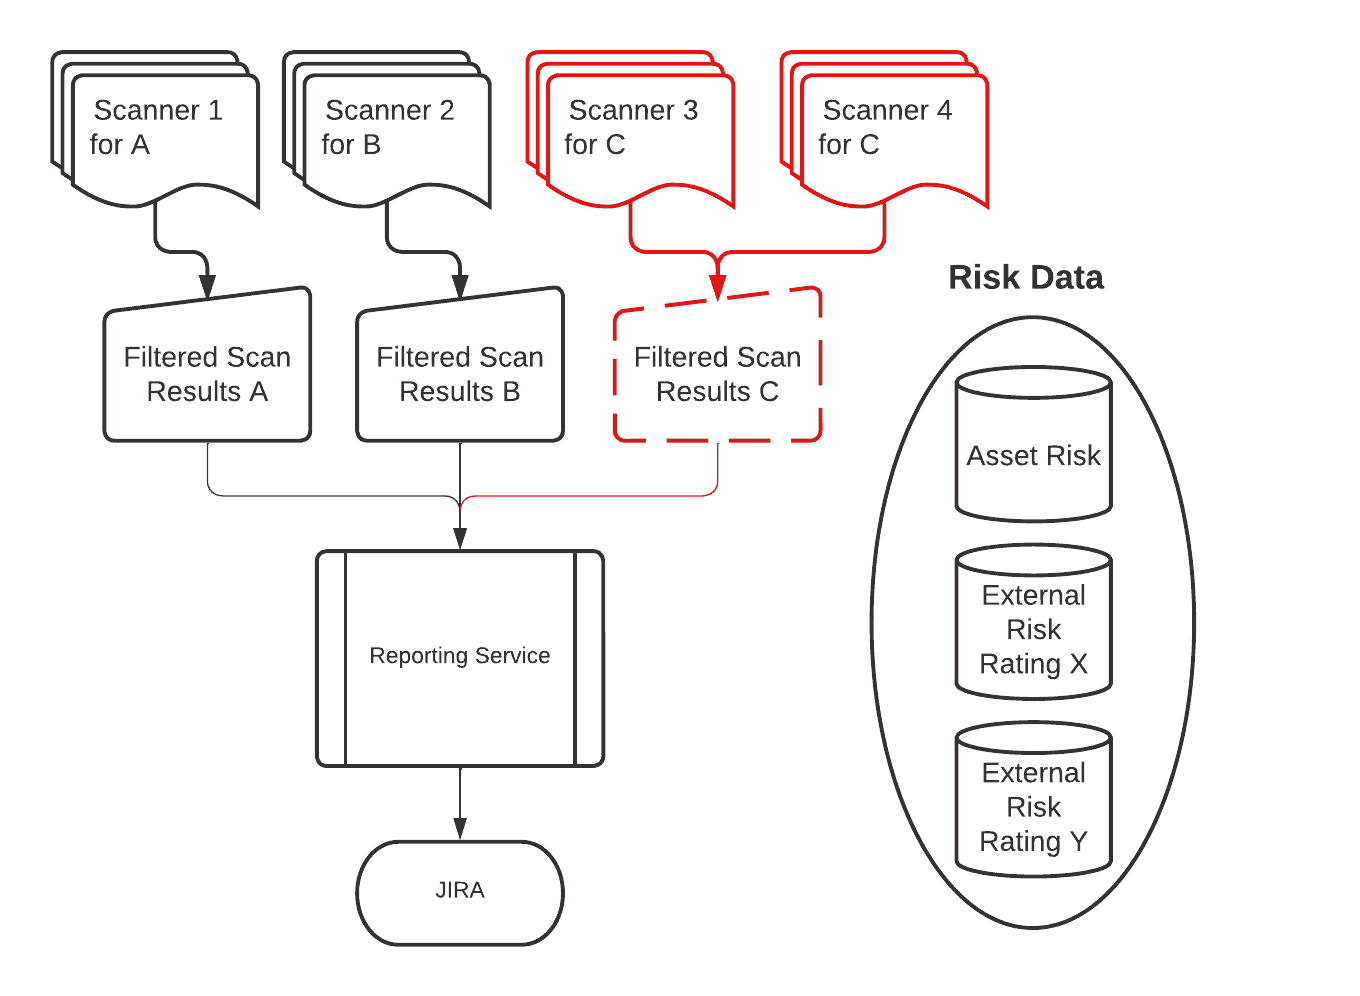 Scanner 1
for A
Scanner 2
for B
Scanner 3
for C
Scanner 4
for C
Filtered Scan
Results A
Filtered Scan
Results B
Filtered Scan
Results C
Reporting Service
JIRA
Risk Data
Asset Risk
External
Risk
Rating X
External
Risk
Rating Y